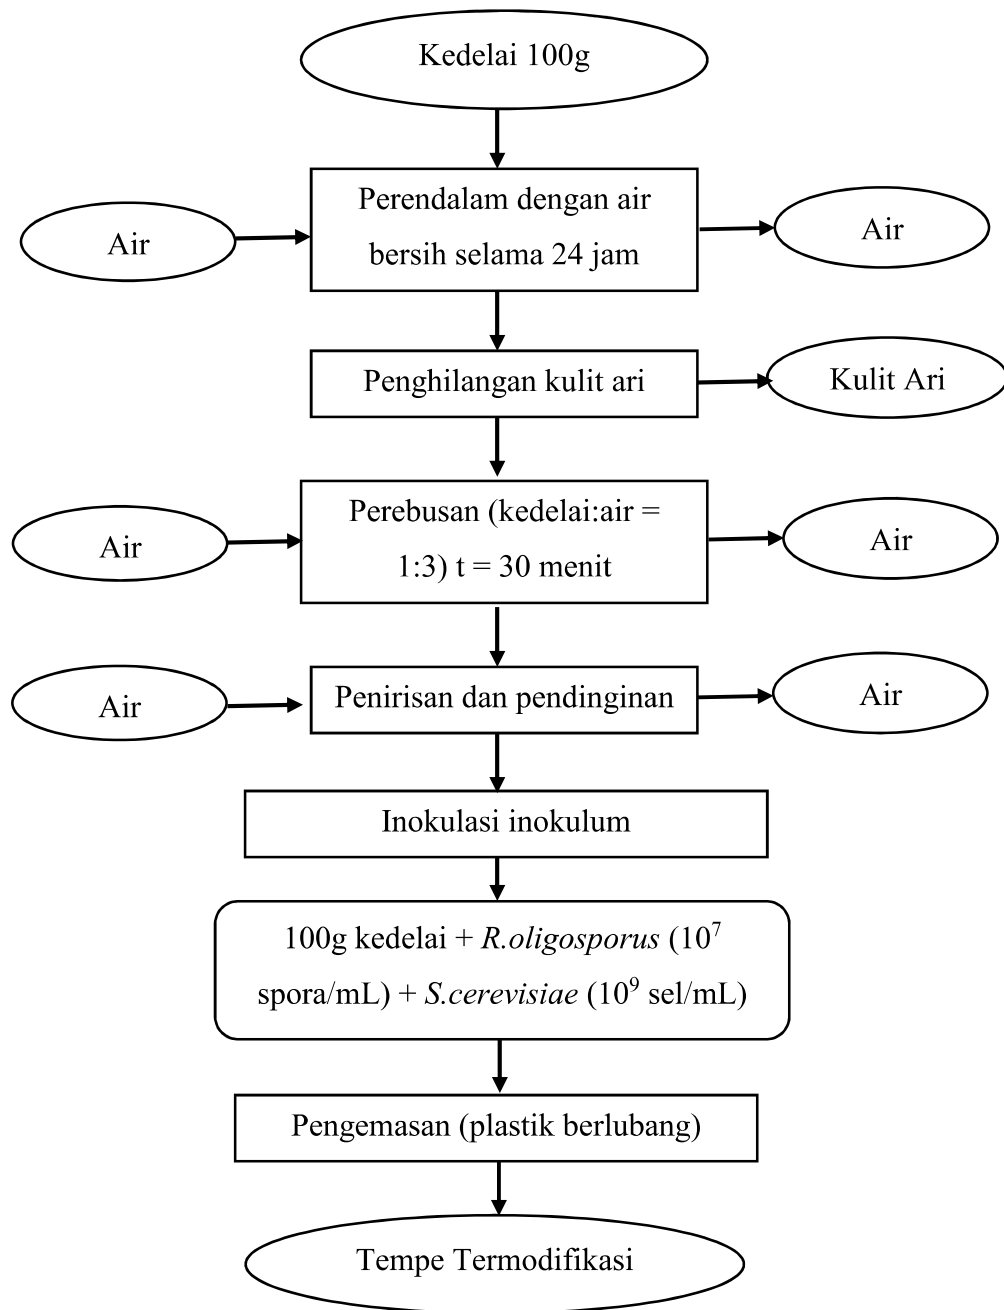 Kedelai 100g
Perendalam dengan air
bersih selama 24 jam
Air
Air
Penghilangan kulit ari
Kulit Ari
Perebusan (kedelai:air =
1:3) t = 30 menit
Air
Air
Penirisan dan pendinginan
Air
Air
Inokulasi inokulum
100g kedelai + R.oligosporus (10⁷
spora/mL) + S.cerevisiae (10⁹ sel/mL)
Pengemasan (plastik berlubang)
Tempe Termodifikasi